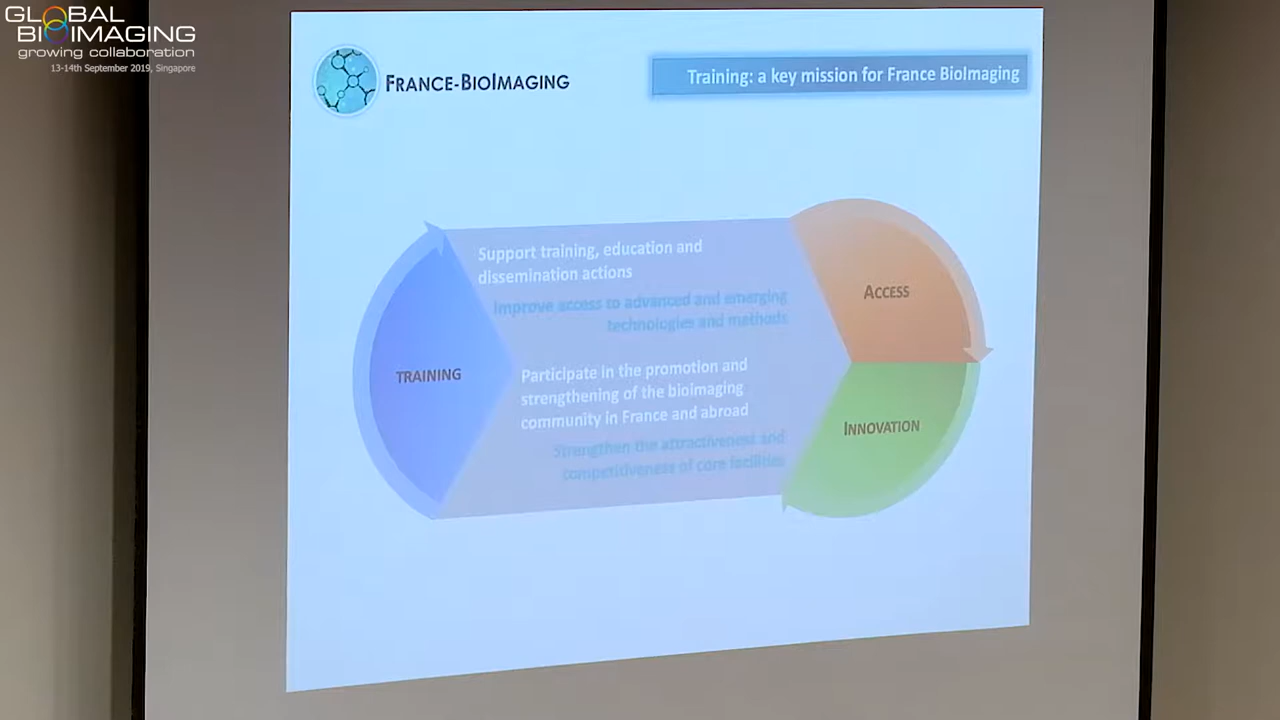 GLOBAL
BIOIMAGING
growing collaboration
13-14th September 2019, Singapore
FRANCE-BIOIMAGING
Training: a key mission for France BioImaging
Support training, education and
dissemination actions
Improve access to advanced and emerging
technologies and methods
Participate in the promotion and
strengthening of the bioimaging
community in France and abroad
Strengthen the attractiveness and
competitiveness of core facilities
TRAINING
ACCESS
INNOVATION